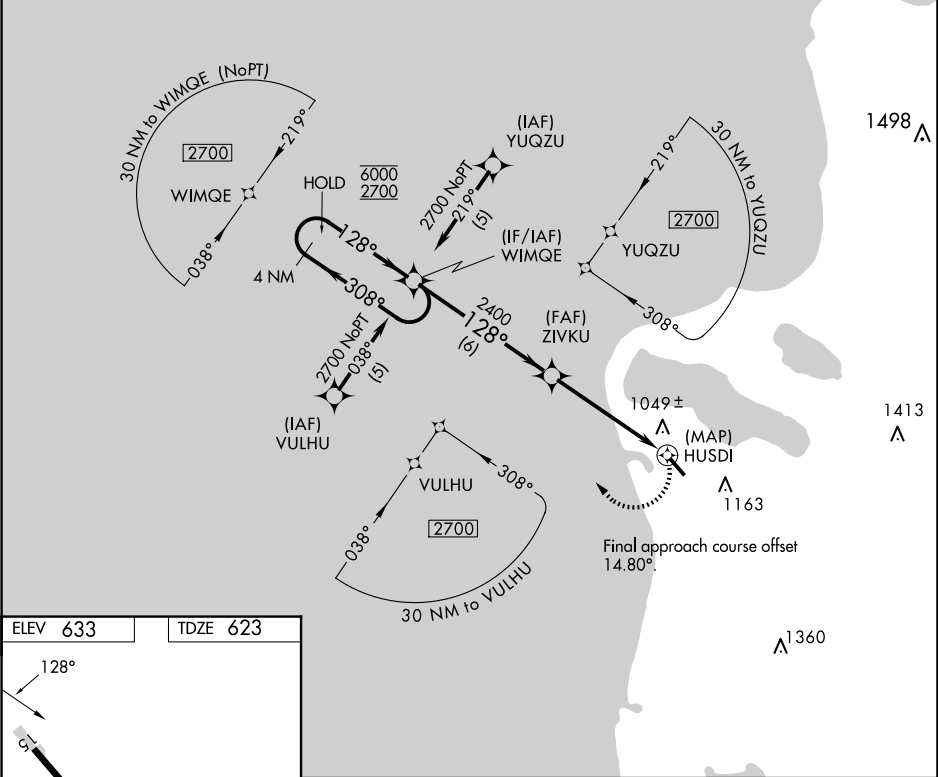 30 NM to WIMQE (NoPT)
219°
2700
WIMQE
038°
HOLD
6000
2700
4 NM
128°
308°
(IAF)
YUQZU
2700 NoPT
219°
(5)
(IF/IAF)
WIMQE
2400
128°
(6)
(FAF)
ZIVKU
2700 NoPT
038°
(5)
(IAF)
VULHU
30 NM to YUQZU
219°
2700
YUQZU
308°
1498
1413
1049 ±
(MAP)
HUSDI
1163
VULHU
308°
038°
2700
30 NM to VULHU
Final approach course offset
14.80°.
1360
ELEV 633
TDZE 623
128°
15